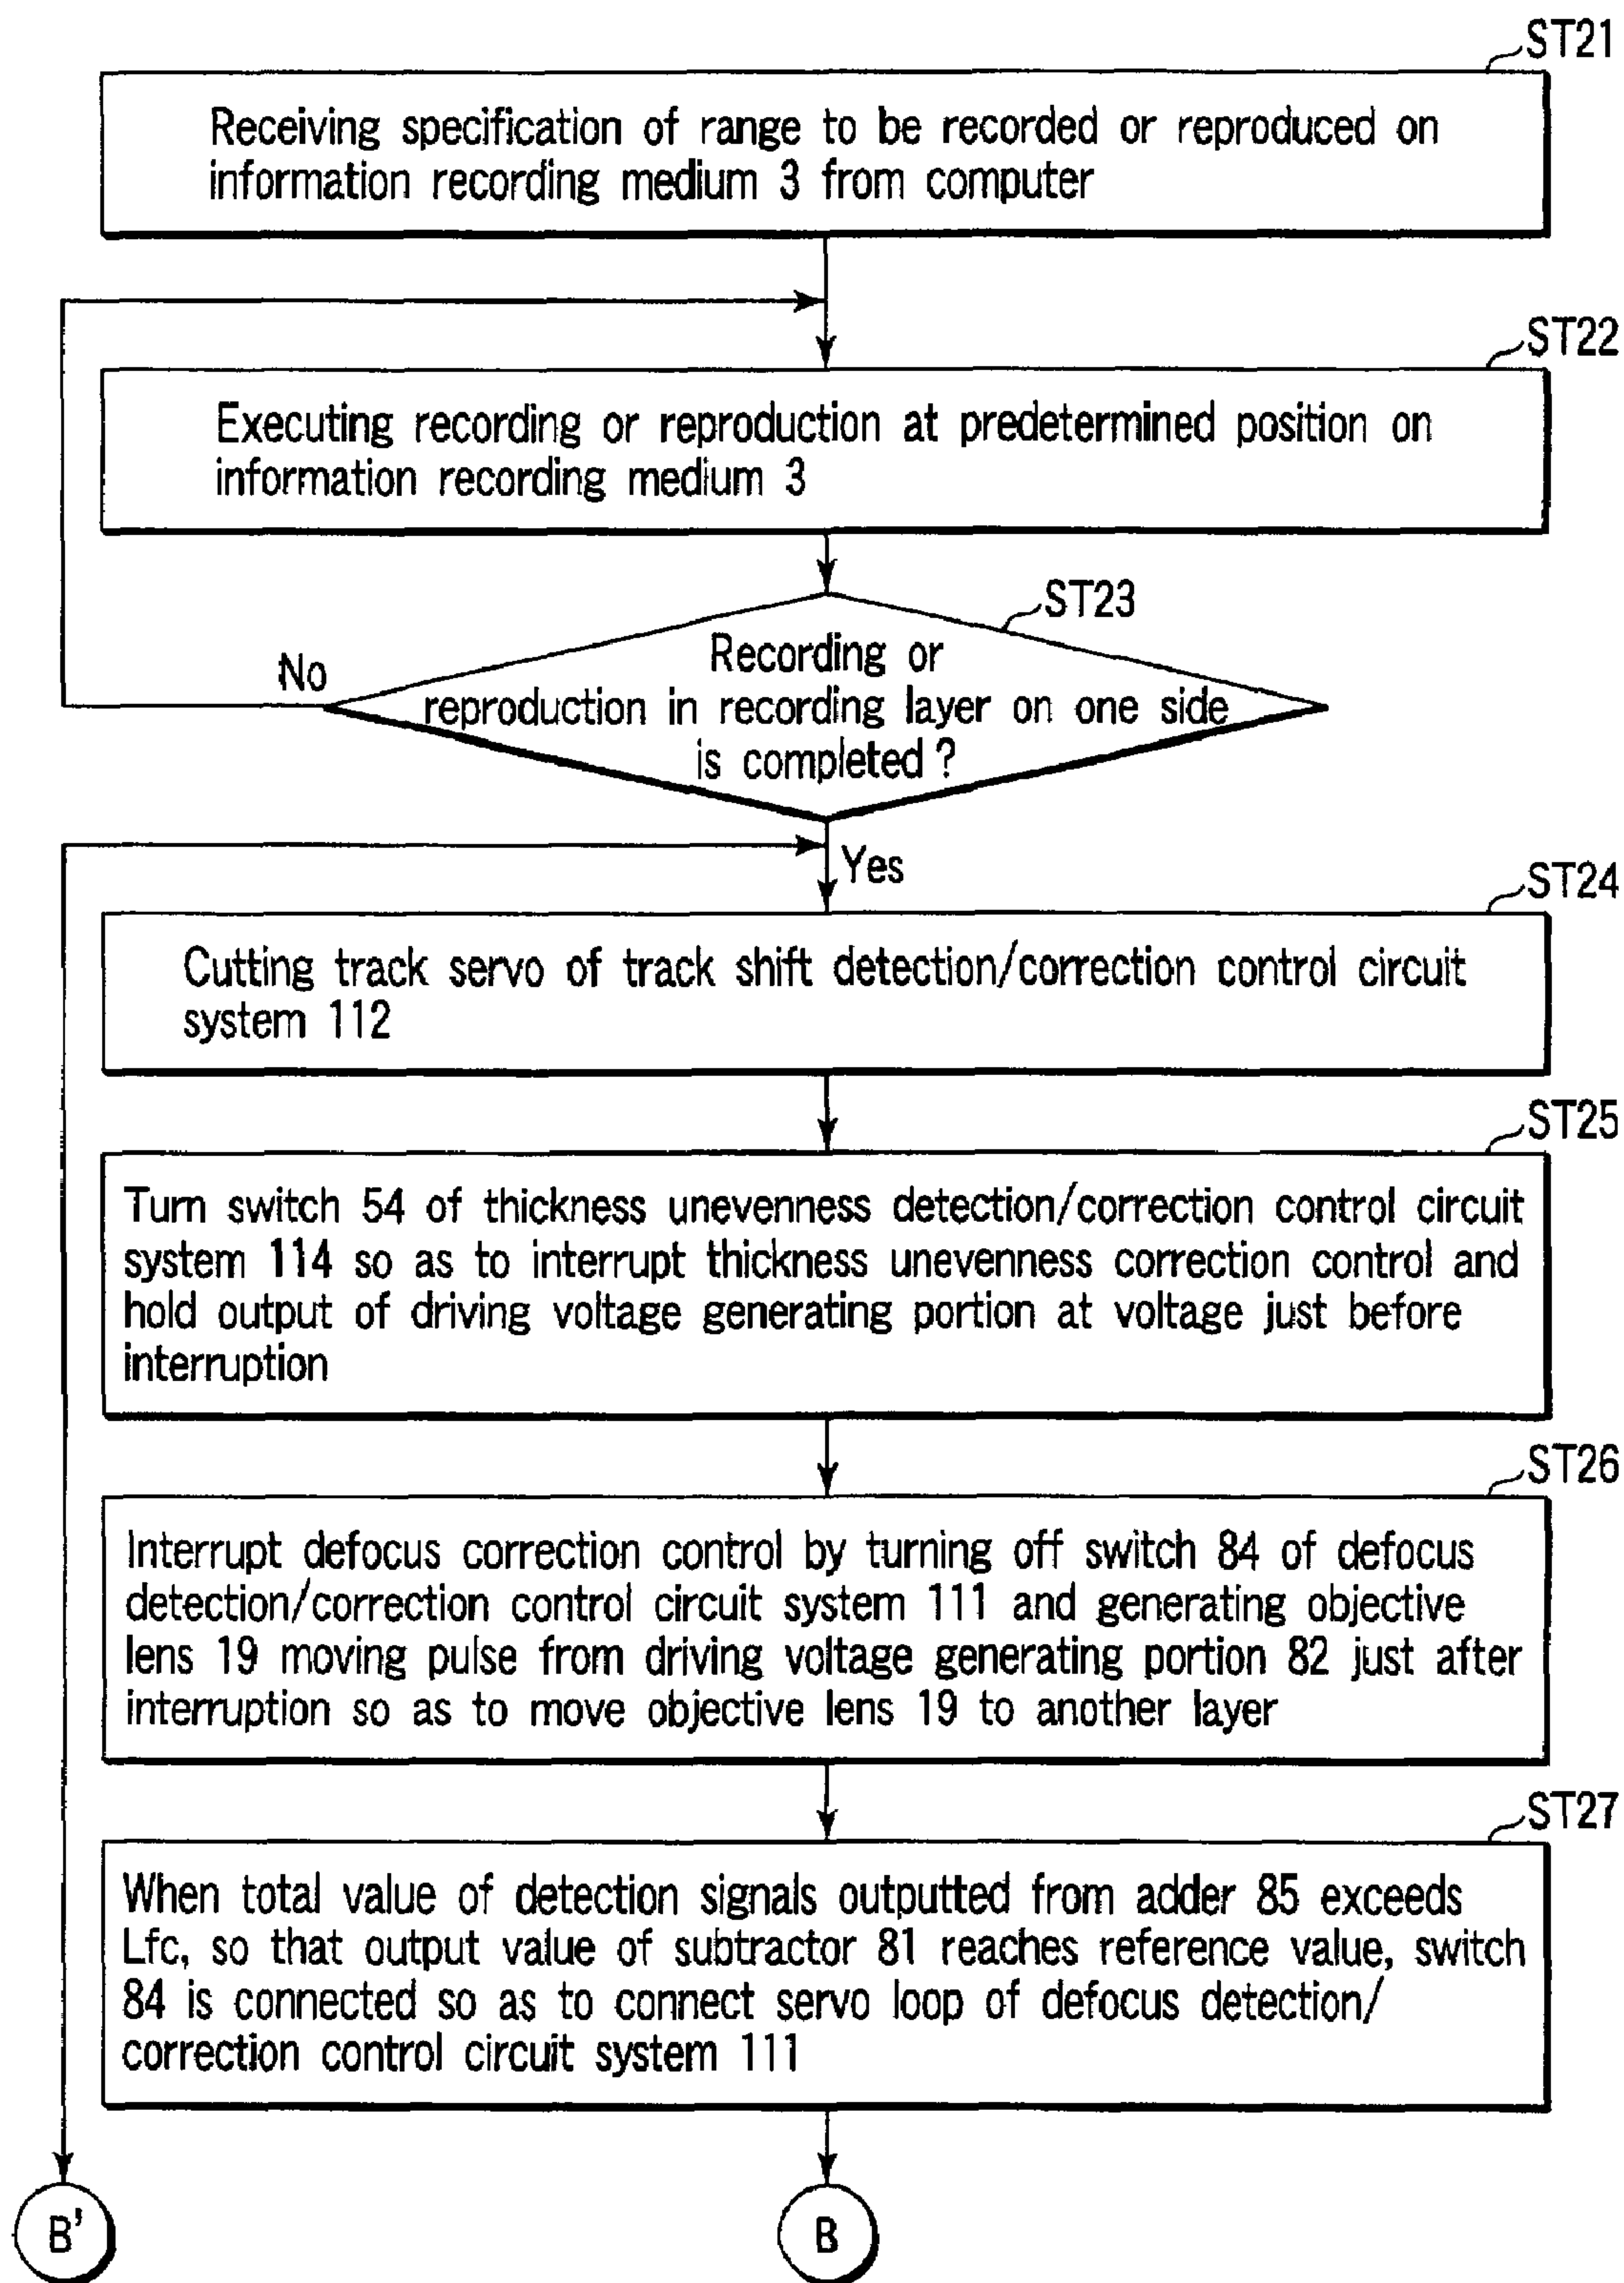 ST21
Receiving specification of range to be recorded or reproduced on
information recording medium 3 from computer
ST22
Executing recording or reproduction at predetermined position on
information recording medium 3
ST23
Recording or
reproduction in recording layer on one side
is completed?
No
Yes
ST24
Cutting track servo of track shift detection/correction control circuit
system 112
ST25
Turn switch 54 of thickness unevenness detection/correction control circuit
system 114 so as to interrupt thickness unevenness correction control and
hold output of driving voltage generating portion at voltage just before
interruption
ST26
Interrupt defocus correction control by turning off switch 84 of defocus
detection/correction control circuit system 111 and generating objective
lens 19 moving pulse from driving voltage generating portion 82 just after
interruption so as to move objective lens 19 to another layer
ST27
When total value of detection signals outputted from adder 85 exceeds
Lfc, so that output value of subtractor 81 reaches reference value, switch
84 is connected so as to connect servo loop of defocus detection/
correction control circuit system 111
B'
B